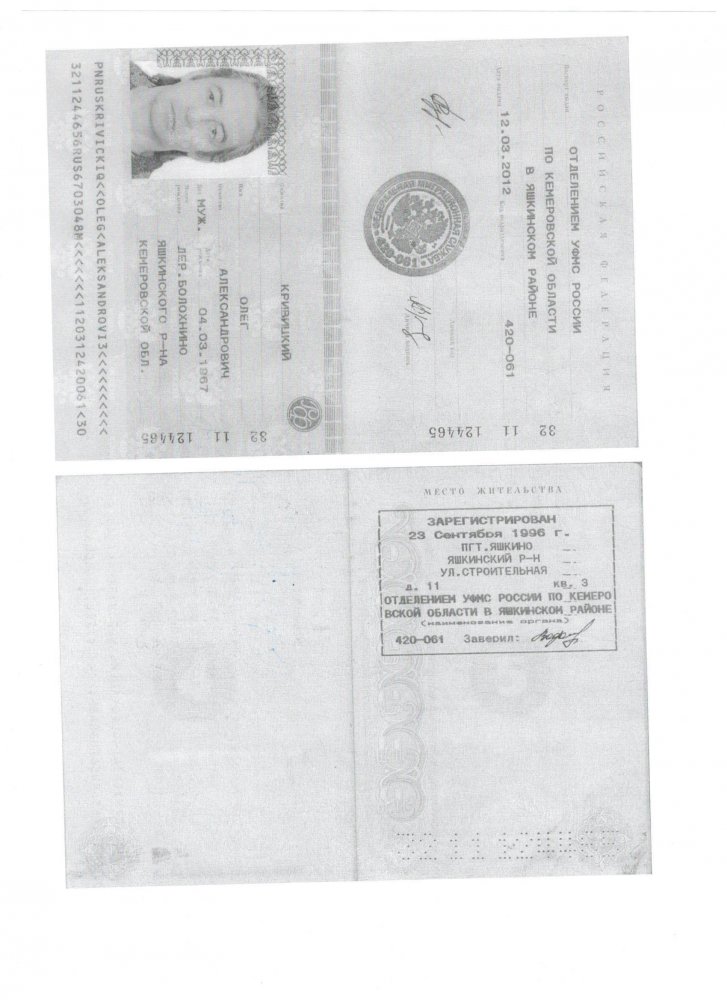 РОССИЙСКАЯ ФЕДЕРАЦИЯ
Паспорт выдан
ОТДЕЛЕНИЕМ УФМС РОССИИ
ПО КЕМЕРОВСКОЙ ОБЛАСТИ
В ЯШКИНСКОМ РАЙОНЕ
Дата выдачи 12.03.2012 Код подразделения 420-061
Личный код
ФЕДЕРАЛЬНАЯ МИГРАЦИОННАЯ СЛУЖБА
420-061
32 11 124465
Фамилия
КРИВИЦКИЙ
Имя
ОЛЕГ
Отчество
АЛЕКСАНДРОВИЧ
Пол МУЖ. Дата рождения 04.03.1967
Место рождения
ДЕР.БОЛОХНИНО
ЯШКИНСКОГО Р-НА
КЕМЕРОВСКОЙ ОБЛ.
32 11 124465
PNRUSKRIVICKIQ<<OLEG<ALEKSANDROVI3<<<<<<<<<<
3211244656RUS6703048M<<<<<<<1120312420061<30
МЕСТО ЖИТЕЛЬСТВА
ЗАРЕГИСТРИРОВАН
23 Сентября 1996 г.
ПГТ.ЯШКИНО
ЯШКИНСКИЙ Р-Н
УЛ.СТРОИТЕЛЬНАЯ
д. 11 кв. 3
ОТДЕЛЕНИЕМ УФМС РОССИИ ПО КЕМЕРО
ВСКОЙ ОБЛАСТИ В ЯШКИНСКОМ РАЙОНЕ
(наименование органа)
420-061 Заверил: